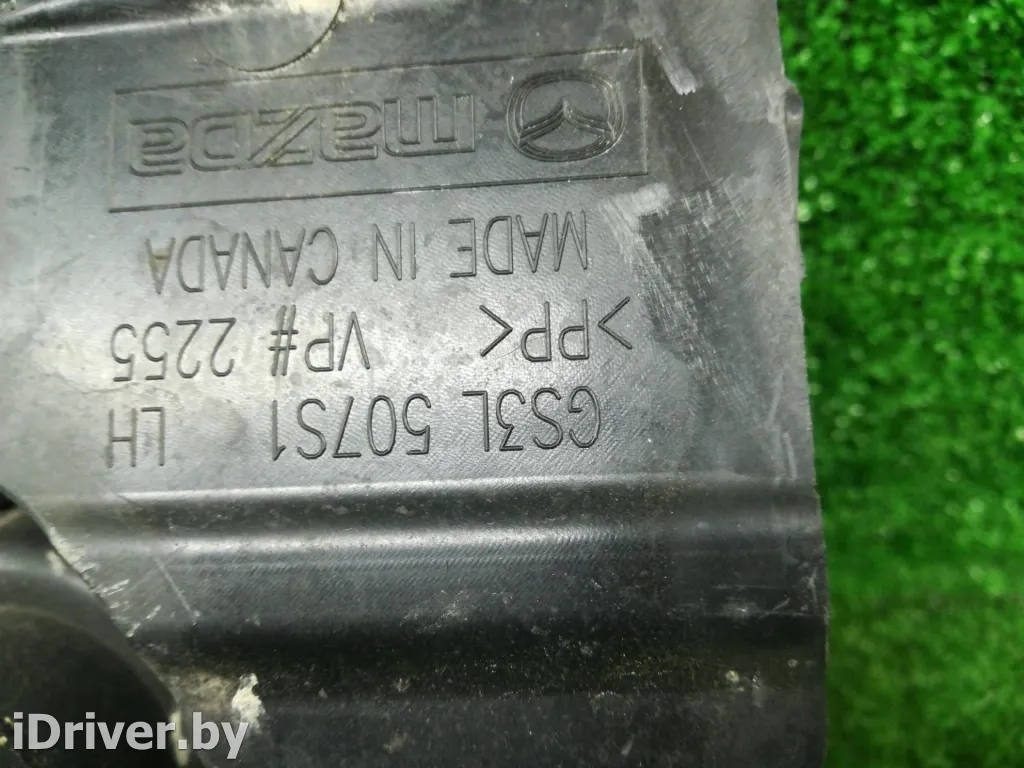 GS3L 507S1 LH
>PP< VP# 2255
MADE IN CANADA
mazda
iDriver.by